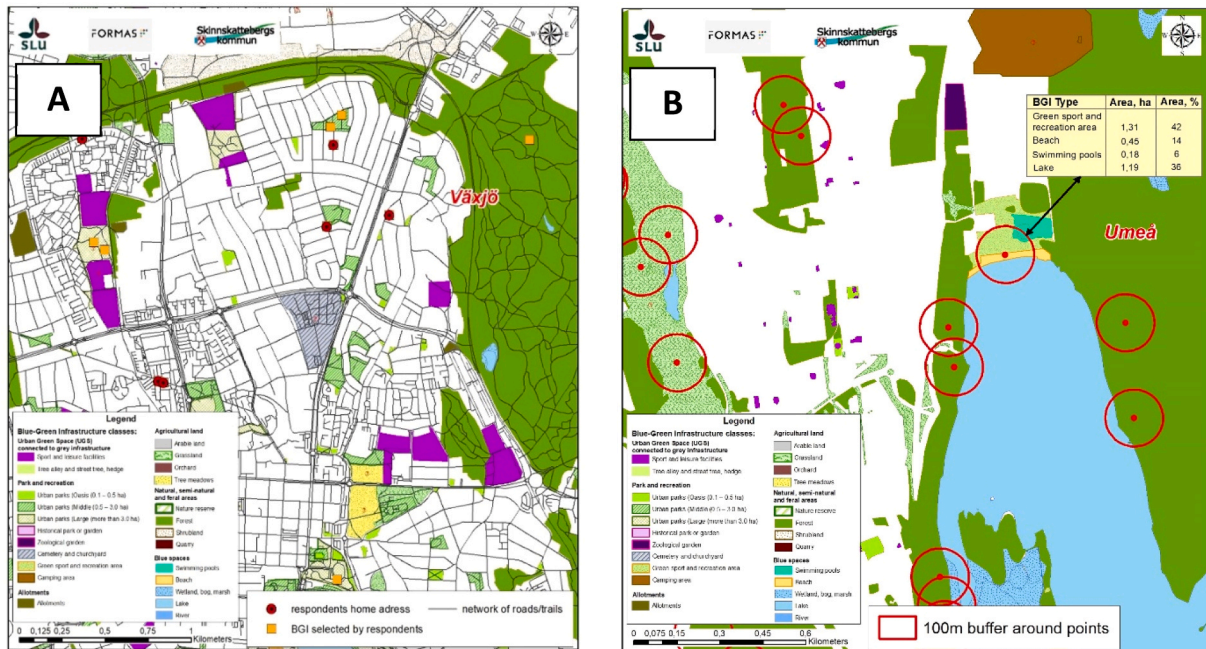 SLU
FORMAS
Skinnskattebergs
kommun
N
W
E
S
A
Växjö
Legend
Blue-Green Infrastructure classes:
Urban Green Space (UGS)
connected to grey infrastructure
Sport and leisure facilities
Tree alley and street tree, hedge
Park and recreation
Urban parks (Oasis (0.1 – 0.5 ha)
Urban parks (Middle (0.5 – 3.0 ha)
Urban parks (Large (more than 3.0 ha)
Historical park or garden
Zoological garden
Cemetery and churchyard
Green sport and recreation area
Camping area
Allotments
Allotments
Agricultural land
Arable land
Grassland
Orchard
Tree meadows
Natural, semi-natural
and feral areas
Nature reserve
Forest
Shrubland
Quarry
Blue spaces
Swimming pools
Beach
Wetland, bog, marsh
Lake
River
0 0,125 0,25 0,5 0,75 1
Kilometers
respondents home adress
network of roads/trails
BGI selected by respondents
SLU
FORMAS
Skinnskattebergs
kommun
N
W
E
S
B
BGI Type Area, ha Area, %
Green sport and
recreation area 1,31 42
Beach 0,45 14
Swimming pools 0,18 6
Lake 1,19 36
Umeå
Legend
Blue-Green Infrastructure classes:
Urban Green Space (UGS)
connected to grey infrastructure
Sport and leisure facilities
Tree alley and street tree, hedge
Park and recreation
Urban parks (Oasis (0.1 – 0.5 ha)
Urban parks (Middle (0.5 – 3.0 ha)
Urban parks (Large (more than 3.0 ha)
Historical park or garden
Zoological garden
Cemetery and churchyard
Green sport and recreation area
Camping area
Allotments
Allotments
Agricultural land
Arable land
Grassland
Orchard
Tree meadows
Natural, semi-natural
and feral areas
Nature reserve
Forest
Shrubland
Quarry
Blue spaces
Swimming pools
Beach
Wetland, bog, marsh
Lake
River
0 0,075 0,15 0,3 0,45 0,6
Kilometers
100m buffer around points